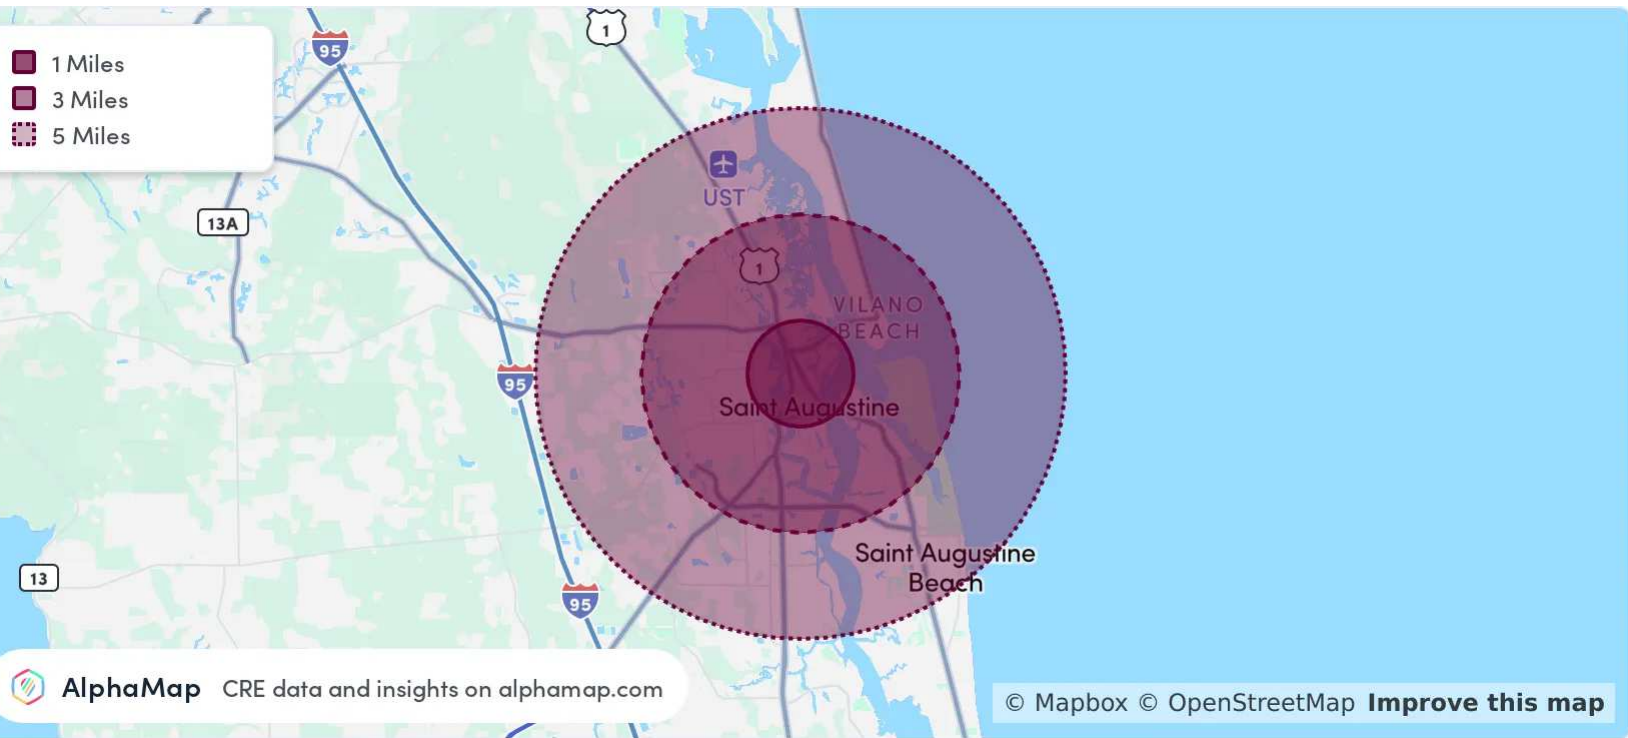 1 Miles
3 Miles
5 Miles
95
1
13A
UST
1
VILANO
BEACH
95
Saint Augustine
Saint Augustine
Beach
13
95
AlphaMap CRE data and insights on alphamap.com
© Mapbox © OpenStreetMap Improve this map